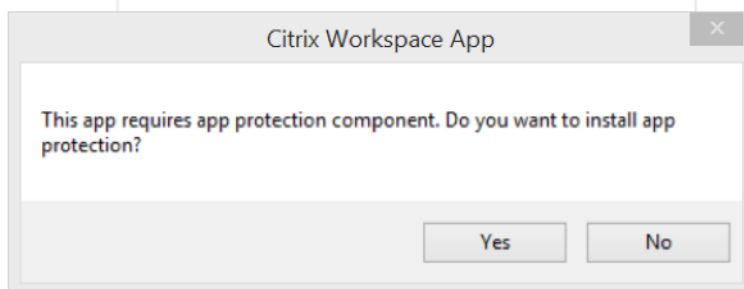 Citrix Workspace App
This app requires app protection component. Do you want to install app
protection?
Yes
No